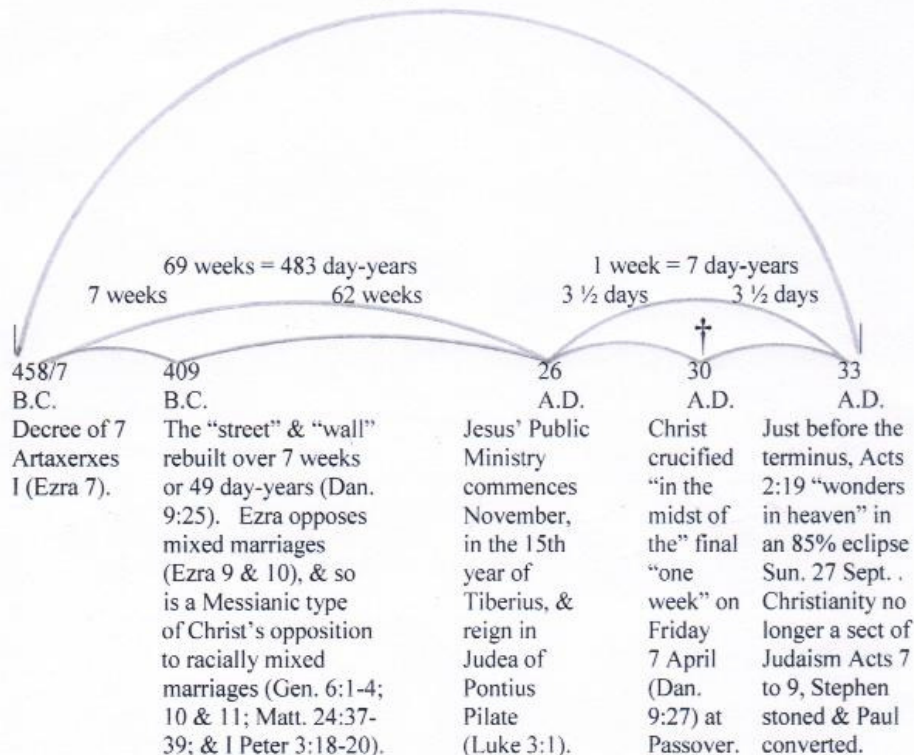 69 weeks = 483 day-years
7 weeks
62 weeks
1 week = 7 day-years
3 ½ days
3 ½ days
†
458/7
B.C.
Decree of 7
Artaxerxes
I (Ezra 7).
409
B.C.
The “street” & “wall”
rebuilt over 7 weeks
or 49 day-years (Dan.
9:25). Ezra opposes
mixed marriages
(Ezra 9 & 10), & so
is a Messianic type
of Christ’s opposition
to racially mixed
marriages (Gen. 6:1-4;
10 & 11; Matt. 24:37-
39; & I Peter 3:18-20).
26
A.D.
Jesus’ Public
Ministry
commences
November,
in the 15th
year of
Tiberius, &
reign in
Judea of
Pontius
Pilate
(Luke 3:1).
30
A.D.
Christ
crucified
“in the
midst of
the” final
“one
week” on
Friday
7 April
(Dan.
9:27) at
Passover.
33
A.D.
Just before the
terminus, Acts
2:19 “wonders
in heaven” in
an 85% eclipse
Sun. 27 Sept. .
Christianity no
longer a sect of
Judaism Acts 7
to 9, Stephen
stoned & Paul
converted.